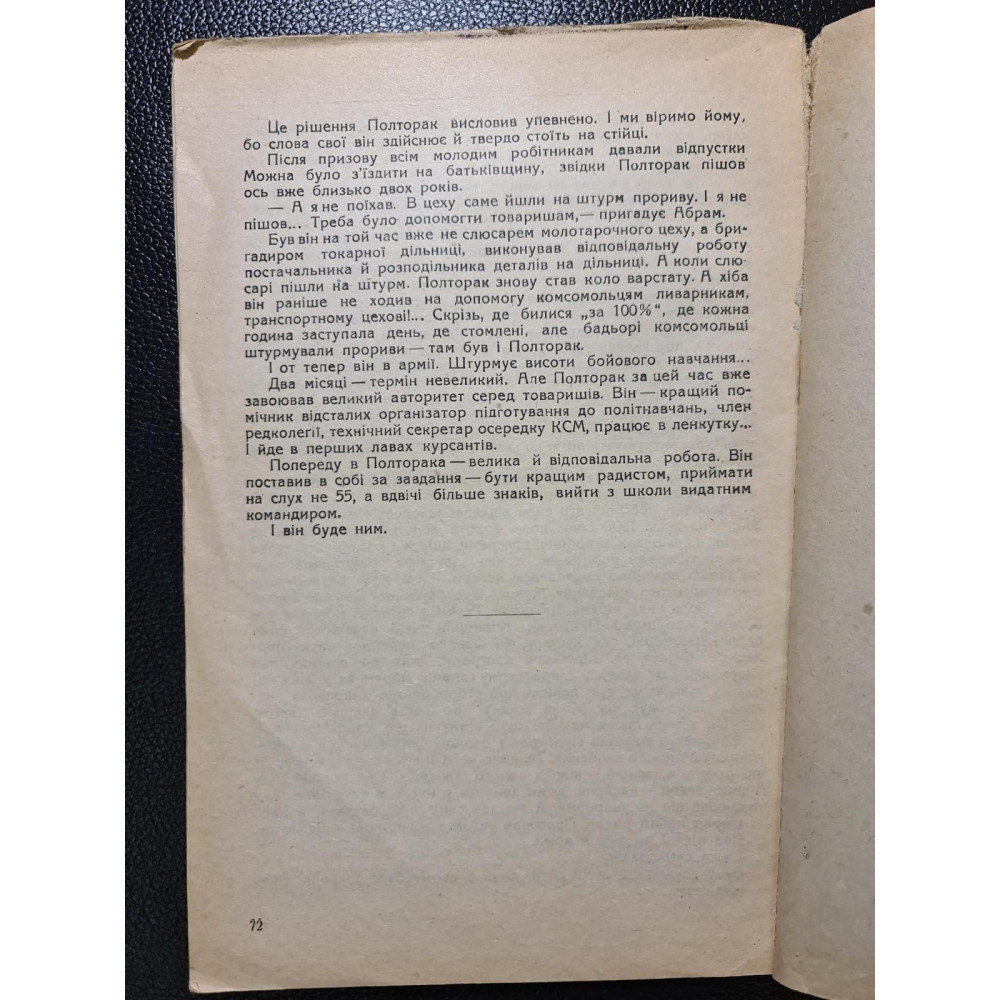 Це рішення Полторак висловив упевнено. І ми віримо йому,
бо слова свої він здійснює й твердо стоїть на стійці.
Після призову всім молодим робітникам давали відпустки
Можна було з'їздити на батьківщину, звідки Полторак пішов
ось вже близько двох років.
— А я не поїхав. В цеху саме йшли на штурм прориву. І я не
пішов... Треба було допомогти товаришам,— пригадує Абрам.
Був він на той час вже не слюсарем молотарочного цеху, а бри-
ґадиром токарної дільниці, виконував відповідальну роботу
постачальника й розподільника деталів на дільниці. А коли слю-
сарі пішли на штурм. Полторак знову став коло варстату. А хіба
він раніше не ходив на допомогу комсомольцям ливарникам,
транспортному цехові!... Скрізь, де билися „за 100%“, де кожна
година заступала день, де стомлені, але бадьорі комсомольці
штурмували прориви — там був і Полторак.
І от тепер він в армії. Штурмує висоти бойового навчання...
Два місяці — термін невеликий. Але Полторак за цей час вже
завоював великий авторитет серед товаришів. Він — кращий по-
мічник відсталих організатор підготування до політнавчань, член
редколегії, технічний секретар осередку КСМ, працює в ленкутку...
І йде в перших лавах курсантів.
Попереду в Полторака — велика й відповідальна робота. Він
поставив в собі за завдання — бути кращим радистом, приймати
на слух не 55, а вдвічі більше знаків, вийти з школи видатним
командиром.
І він буде ним.
72